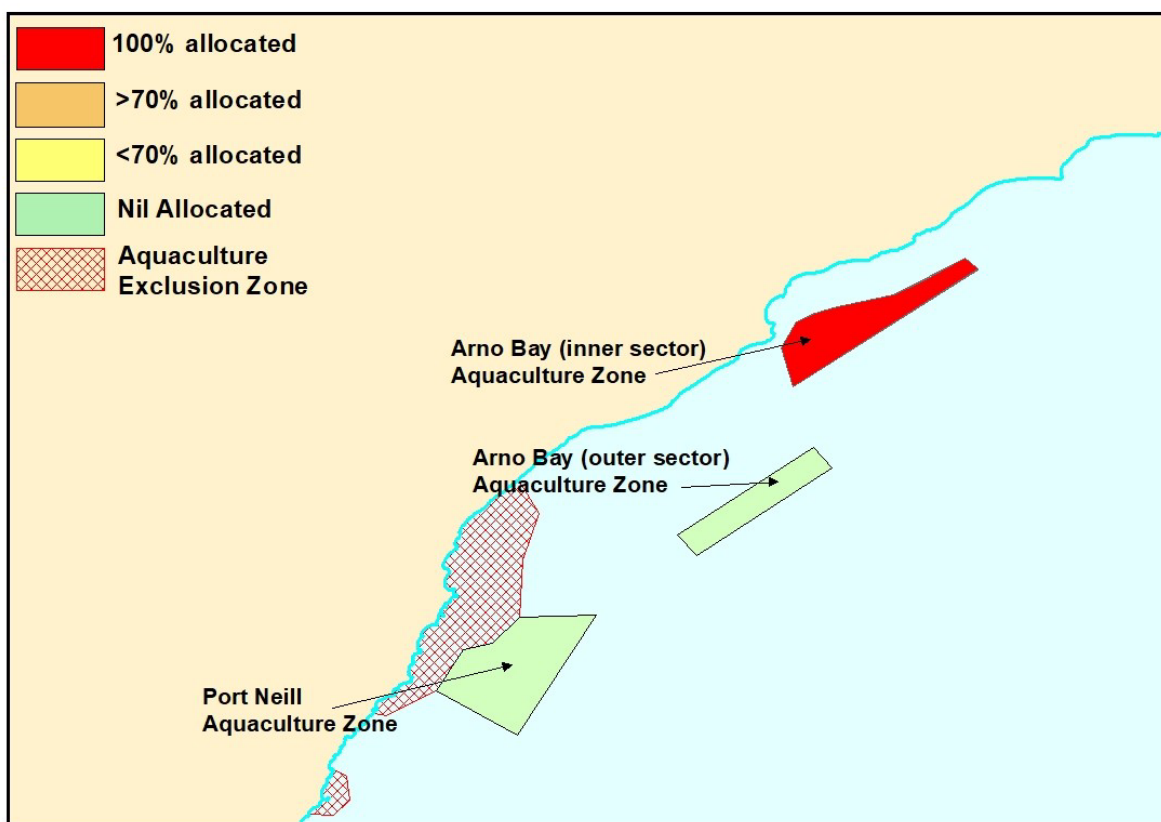 100% allocated
>70% allocated
<70% allocated
Nil Allocated
Aquaculture
Exclusion Zone
Arno Bay (inner sector)
Aquaculture Zone
Arno Bay (outer sector)
Aquaculture Zone
Port Neill
Aquaculture Zone